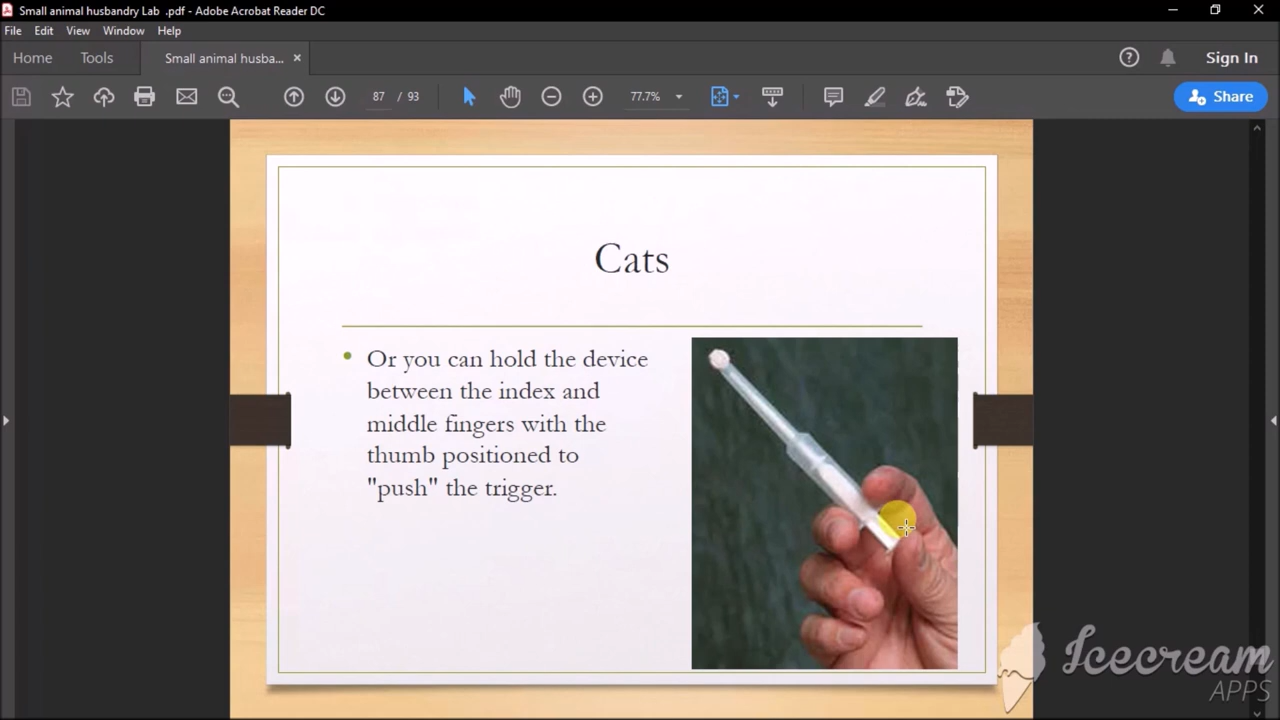 Small animal husbandry Lab .pdf - Adobe Acrobat Reader DC
File Edit View Window Help
Home Tools Small animal husba... Sign In
87 / 93 77.7% Share
Cats
Or you can hold the device
between the index and
middle fingers with the
thumb positioned to
"push" the trigger.
Icecream
APPS